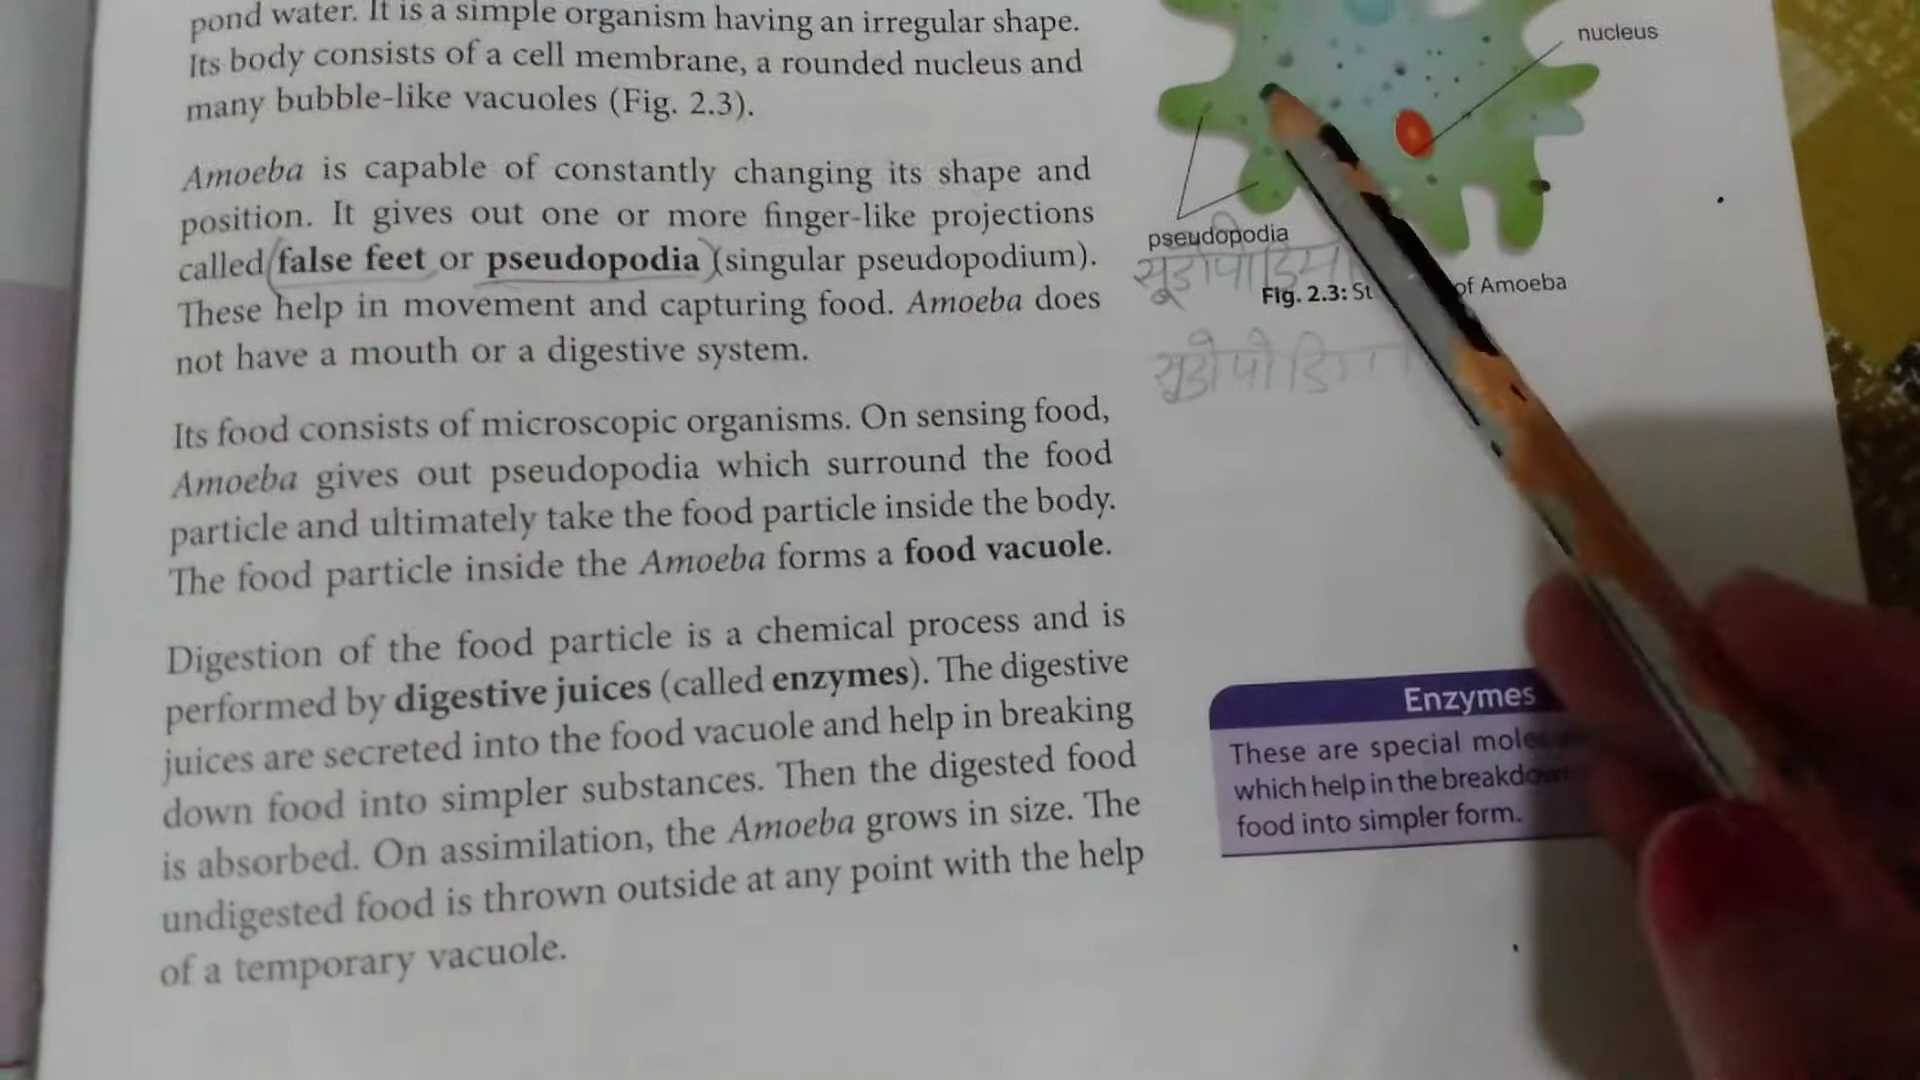 pond water. It is a simple organism having an irregular shape.
Its body consists of a cell membrane, a rounded nucleus and
many bubble-like vacuoles (Fig. 2.3).
Amoeba is capable of constantly changing its shape and
position. It gives out one or more finger-like projections
called false feet or pseudopodia (singular pseudopodium).
These help in movement and capturing food. Amoeba does
not have a mouth or a digestive system.
Its food consists of microscopic organisms. On sensing food,
Amoeba gives out pseudopodia which surround the food
particle and ultimately take the food particle inside the body.
The food particle inside the Amoeba forms a food vacuole.
Digestion of the food particle is a chemical process and is
performed by digestive juices (called enzymes). The digestive
juices are secreted into the food vacuole and help in breaking
down food into simpler substances. Then the digested food
is absorbed. On assimilation, the Amoeba grows in size. The
undigested food is thrown outside at any point with the help
of a temporary vacuole.
nucleus
pseudopodia
Fig. 2.3: St of Amoeba
Enzymes
These are special
which help in the
food into simpler form.